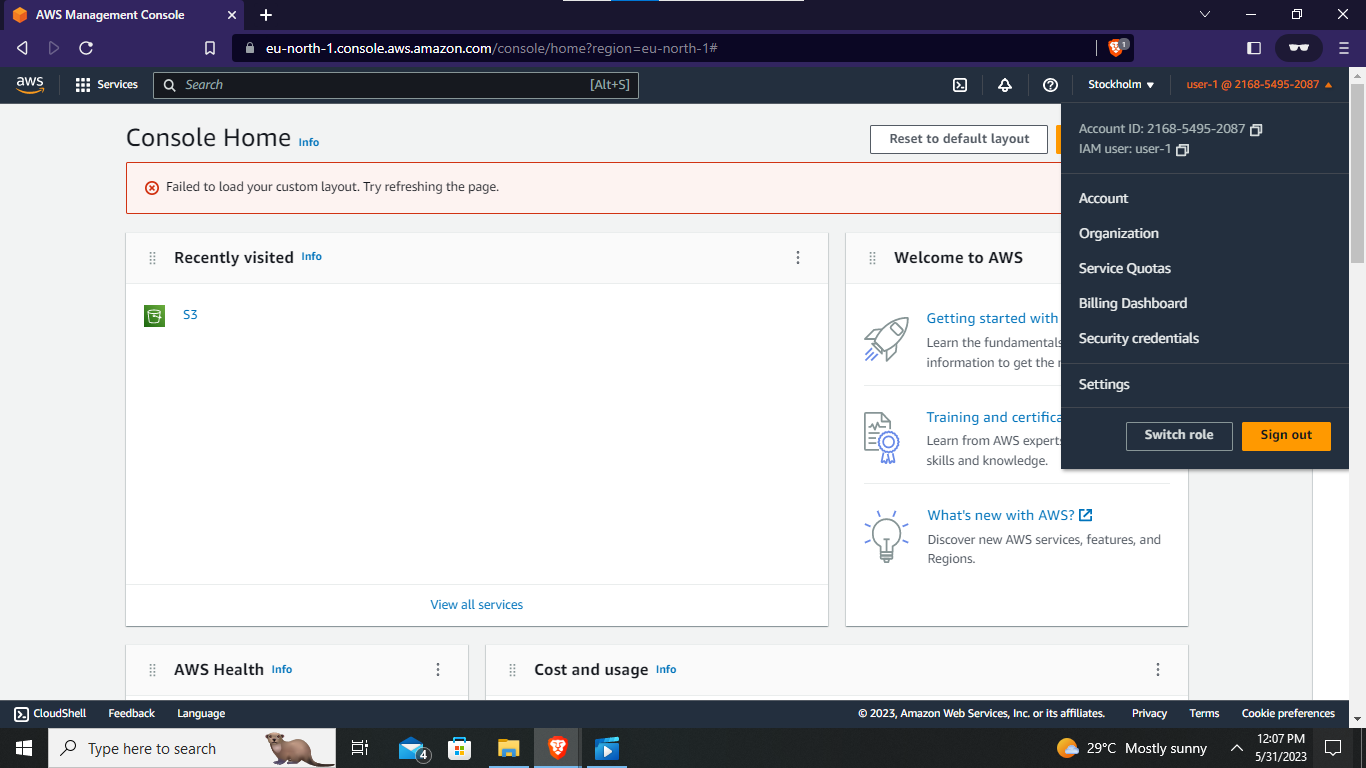 AWS Management Console
eu-north-1.console.aws.amazon.com/console/home?region=eu-north-1#
1
aws
Services
Search
[Alt+S]
Stockholm
user-1 @ 2168-5495-2087
Account ID: 2168-5495-2087
IAM user: user-1
Account
Organization
Service Quotas
Billing Dashboard
Security credentials
Settings
Switch role
Sign out
Console Home
Info
Reset to default layout
Failed to load your custom layout. Try refreshing the page.
Recently visited
Info
S3
View all services
Welcome to AWS
Getting started with
Learn the fundamentals
information to get the
Training and certifica
Learn from AWS experts
skills and knowledge.
What's new with AWS?
Discover new AWS services, features, and
Regions.
AWS Health
Info
Cost and usage
Info
CloudShell
Feedback
Language
© 2023, Amazon Web Services, Inc. or its affiliates.
Privacy
Terms
Cookie preferences
Type here to search
4
29°C Mostly sunny
12:07 PM
5/31/2023